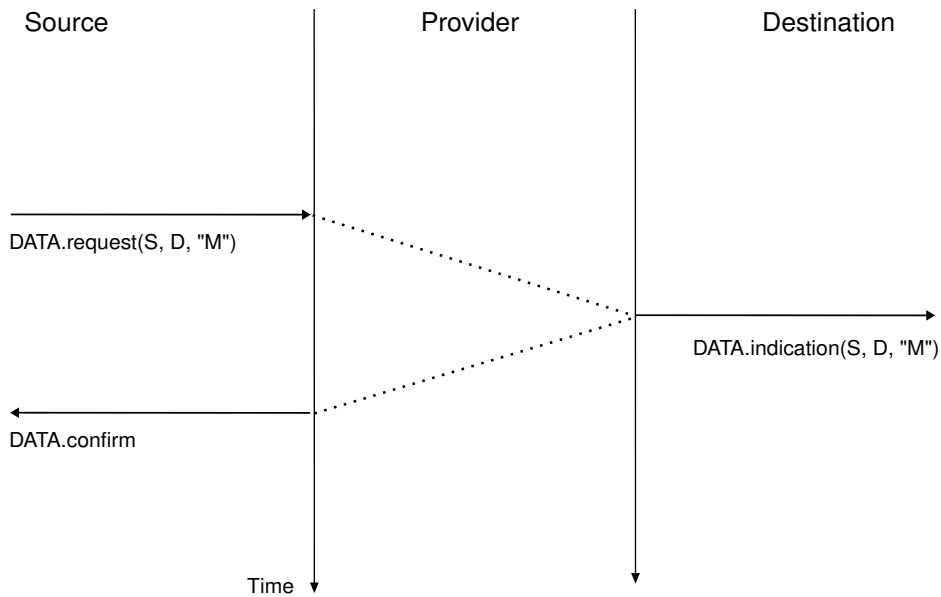 Source
Provider
Destination
DATA.request(S, D, "M")
DATA.indication(S, D, "M")
DATA.confirm
Time